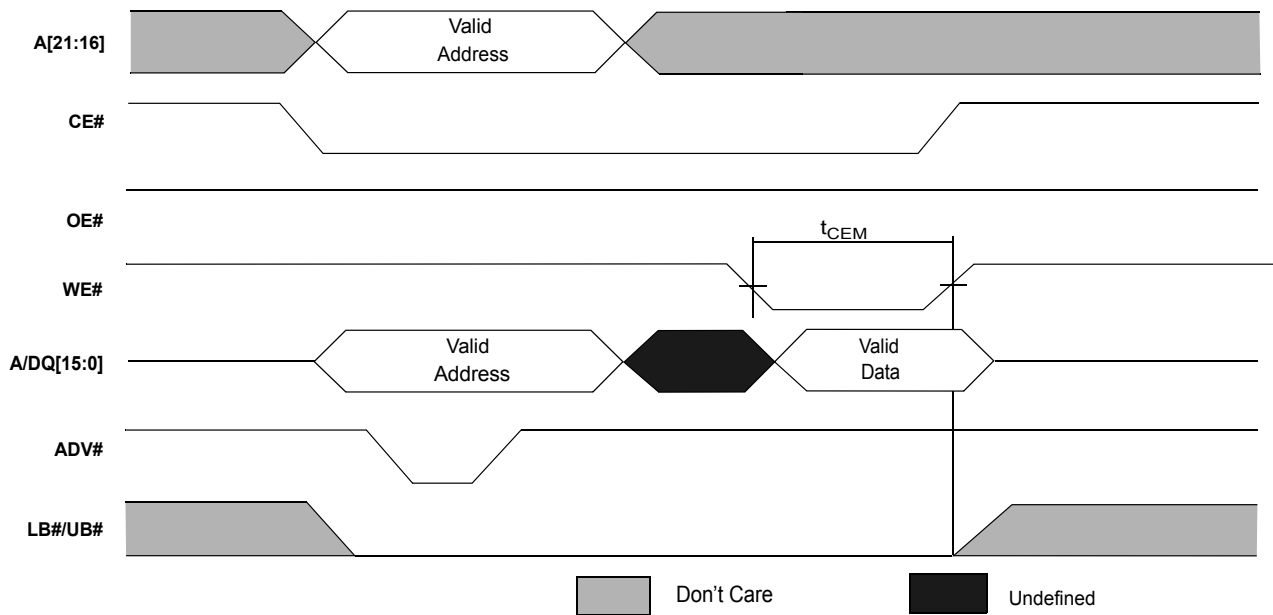 A[21:16]
Valid
Address
CE#
OE#
tCEM
WE#
A/DQ[15:0]
Valid
Address
Valid
Data
ADV#
LB#/UB#
Don't Care
Undefined